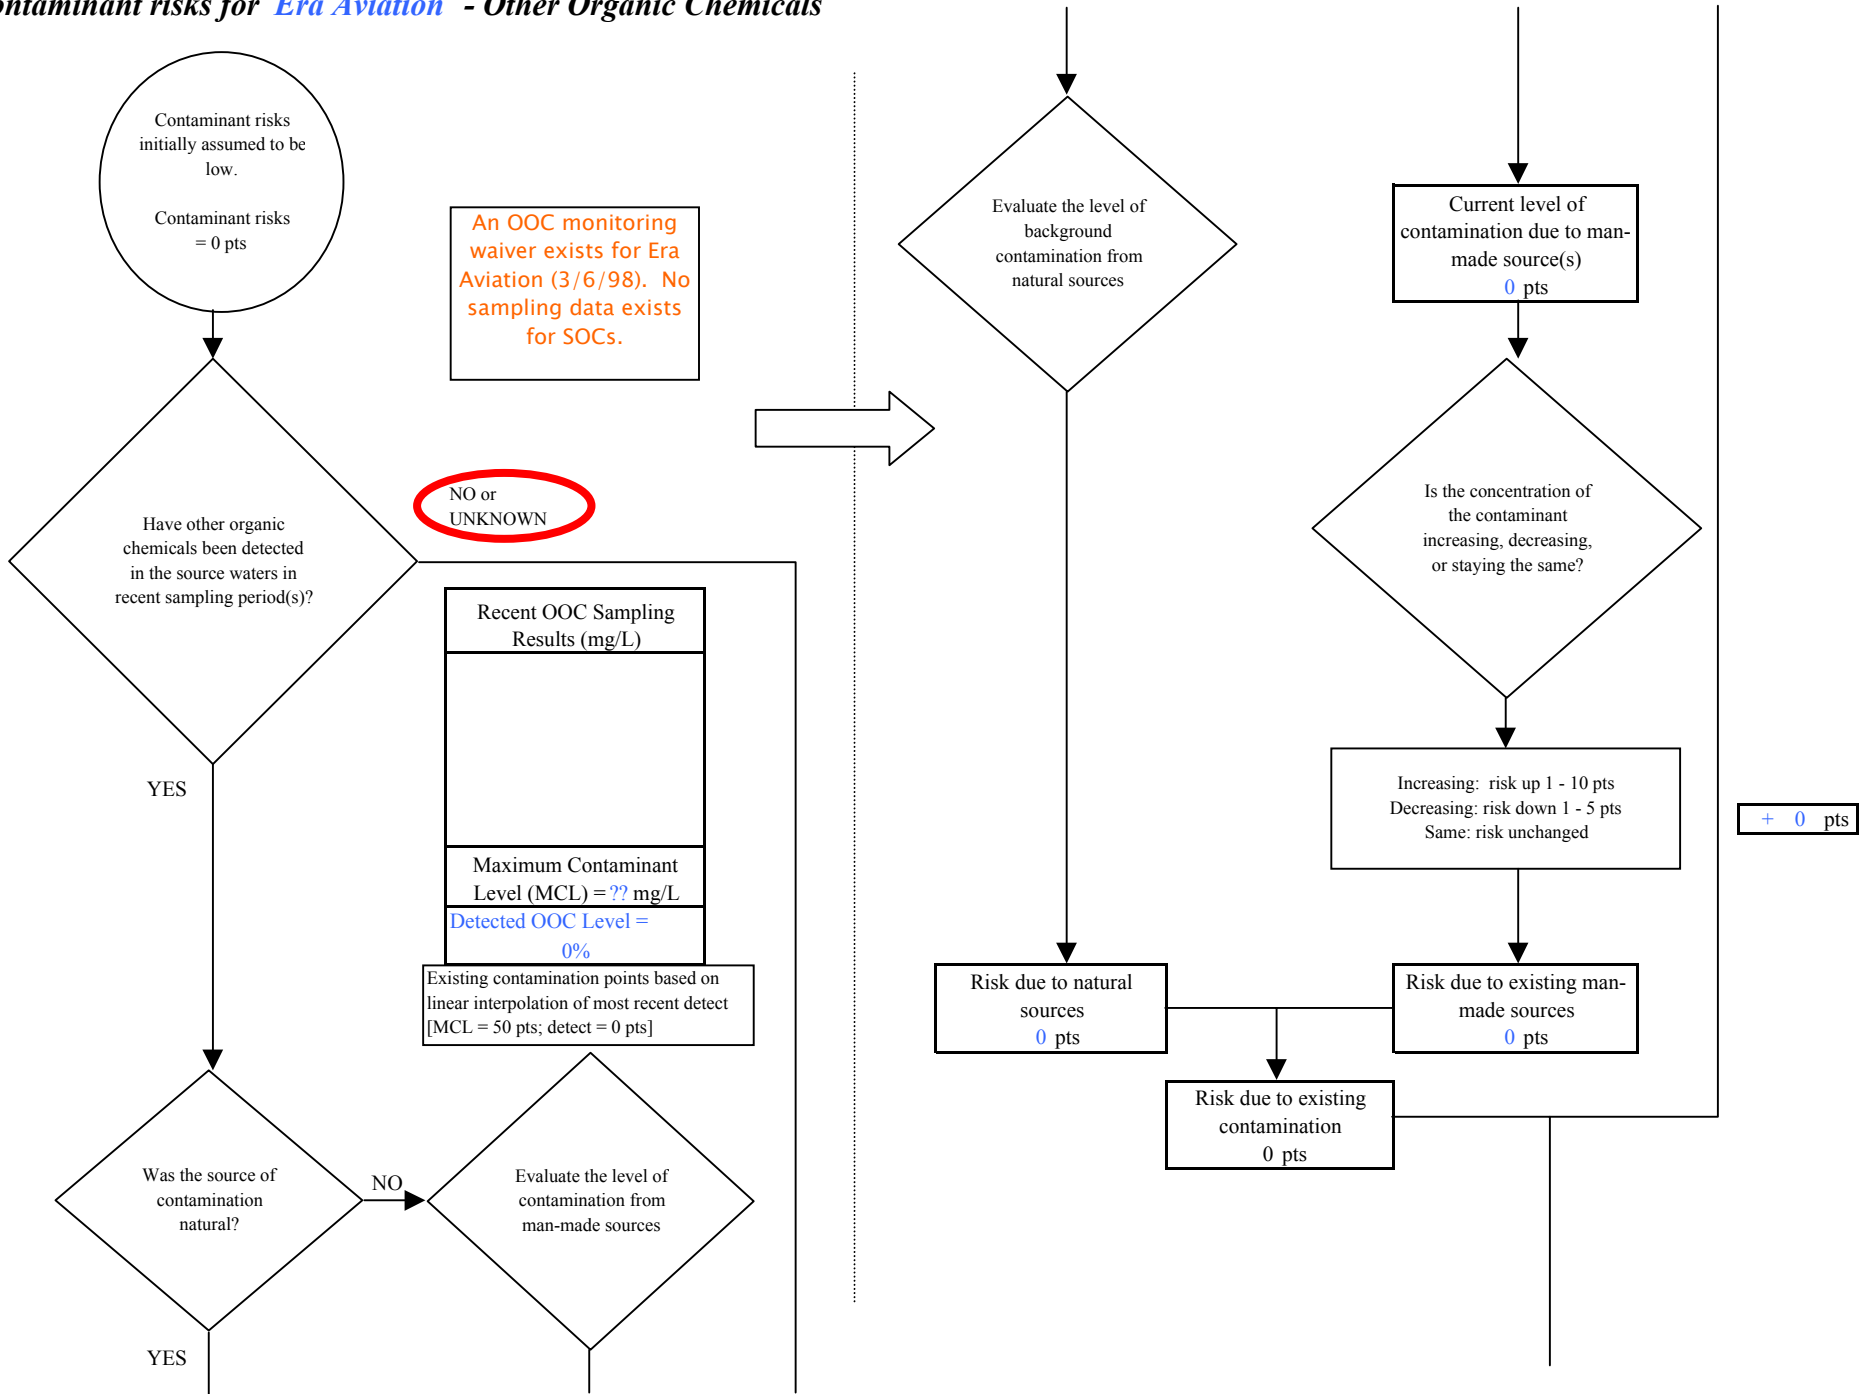 ontaminant risks for Era Aviation - Other Organic Chemicals
Contaminant risks
initially assumed to be
low.
Contaminant risks
= 0 pts
An OOC monitoring
waiver exists for Era
Aviation (3/6/98). No
sampling data exists
for SOCs.
NO or
UNKNOWN
Have other organic
chemicals been detected
in the source waters in
recent sampling period(s)?
Recent OOC Sampling
Results (mg/L)
YES
Maximum Contaminant
Level (MCL) = ?? mg/L
Detected OOC Level =
0%
Existing contamination points based on
linear interpolation of most recent detect
[MCL = 50 pts; detect = 0 pts]
Was the source of
contamination
natural?
NO
Evaluate the level of
contamination from
man-made sources
YES
Evaluate the level of
background
contamination from
natural sources
Current level of
contamination due to man-
made source(s)
0 pts
Is the concentration of
the contaminant
increasing, decreasing,
or staying the same?
Increasing: risk up 1 - 10 pts
Decreasing: risk down 1 - 5 pts
Same: risk unchanged
+ 0 pts
Risk due to natural
sources
0 pts
Risk due to existing man-
made sources
0 pts
Risk due to existing
contamination
0 pts